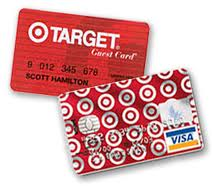 TARGET
Guest Card
9 012 345 678
SCOTT HAMILTON
VISA